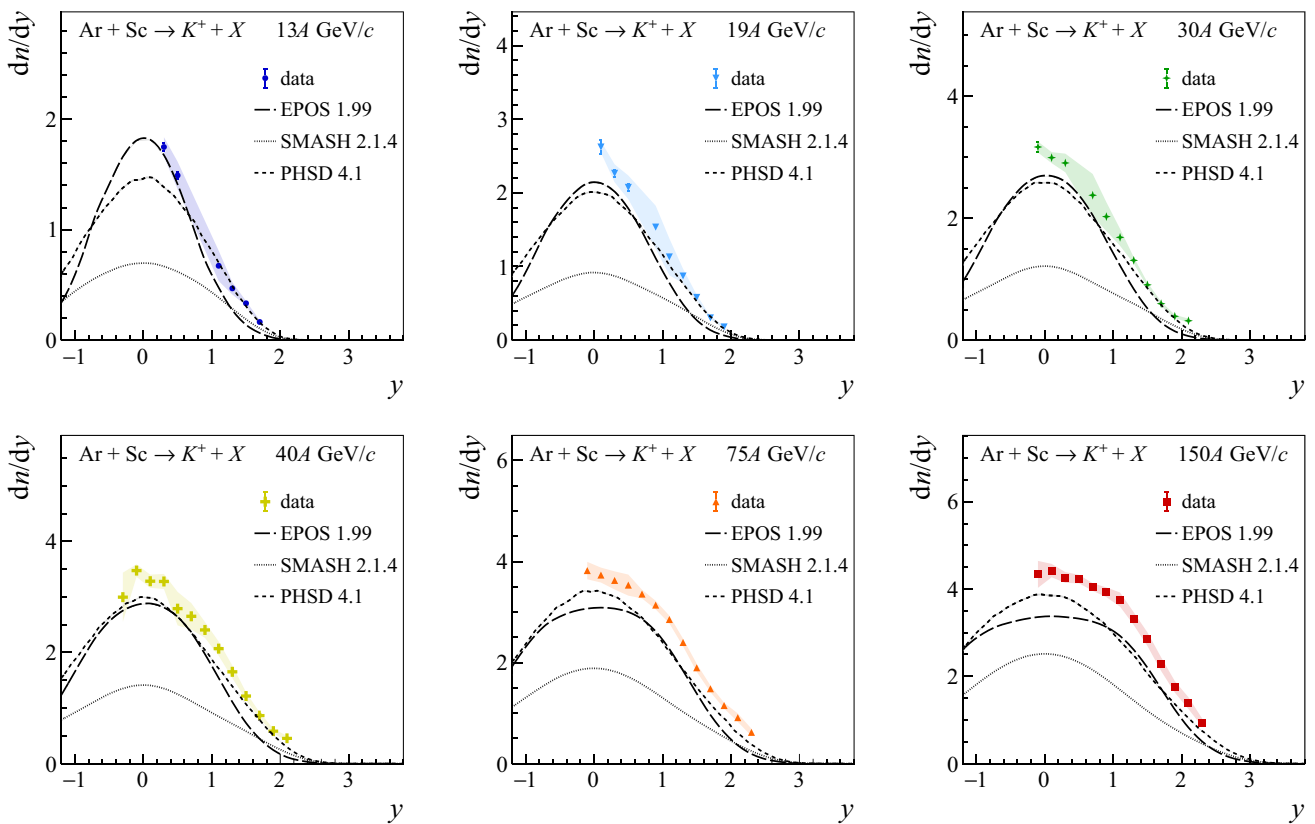 Ar + Sc → K⁺ + X 13A GeV/c
dn/dy
data
EPOS 1.99
SMASH 2.1.4
PHSD 4.1
2
1
0
−1 0 1 2 3
y
Ar + Sc → K⁺ + X 19A GeV/c
dn/dy
data
EPOS 1.99
SMASH 2.1.4
PHSD 4.1
4
3
2
1
0
−1 0 1 2 3
y
Ar + Sc → K⁺ + X 30A GeV/c
dn/dy
data
EPOS 1.99
SMASH 2.1.4
PHSD 4.1
4
2
0
−1 0 1 2 3
y
Ar + Sc → K⁺ + X 40A GeV/c
dn/dy
data
EPOS 1.99
SMASH 2.1.4
PHSD 4.1
4
2
0
−1 0 1 2 3
y
Ar + Sc → K⁺ + X 75A GeV/c
dn/dy
data
EPOS 1.99
SMASH 2.1.4
PHSD 4.1
6
4
2
0
−1 0 1 2 3
y
Ar + Sc → K⁺ + X 150A GeV/c
dn/dy
data
EPOS 1.99
SMASH 2.1.4
PHSD 4.1
6
4
2
0
−1 0 1 2 3
y